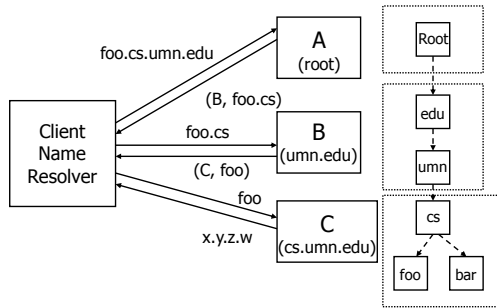 foo.cs.umn.edu
A
(root)
(B, foo.cs)
Client
Name
Resolver
foo.cs
B
(umn.edu)
(C, foo)
foo
C
(cs.umn.edu)
x.y.z.w
Root
edu
umn
cs
foo
bar